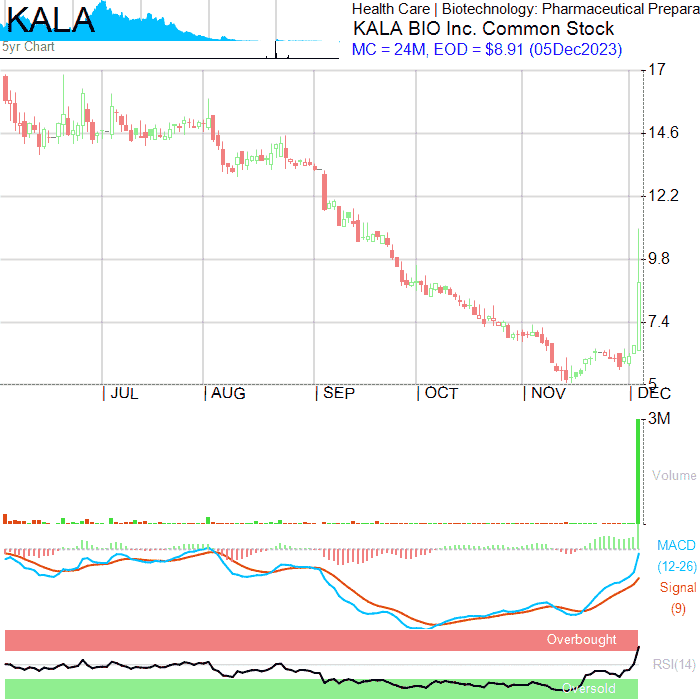 KALA
5yr Chart
Health Care | Biotechnology: Pharmaceutical Prepara
KALA BIO Inc. Common Stock
MC = 24M, EOD = $8.91 (05Dec2023)
17
14.6
12.2
9.8
7.4
5
JUL
AUG
SEP
OCT
NOV
DEC
3M
Volume
MACD
(12-26)
Signal
(9)
Overbought
RSI(14)
Oversold